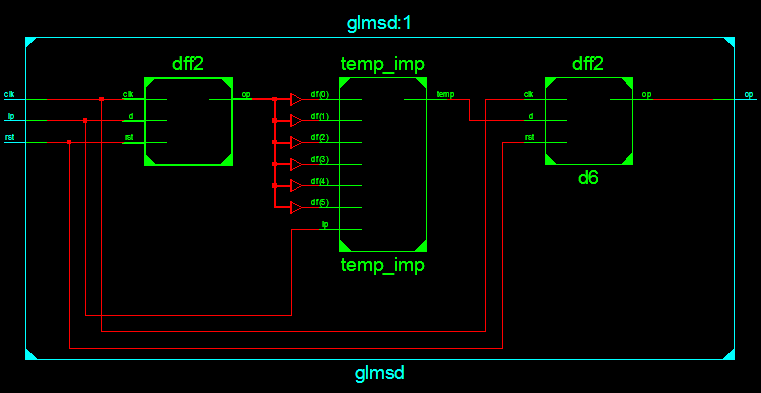 glmsd:1
dff2 temp_imp dff2
clk clk op df(0) temp clk op op
ip d df(1) d
rst rst df(2) rst
df(3)
df(4)
df(5)
ip
d6
temp_imp
glmsd